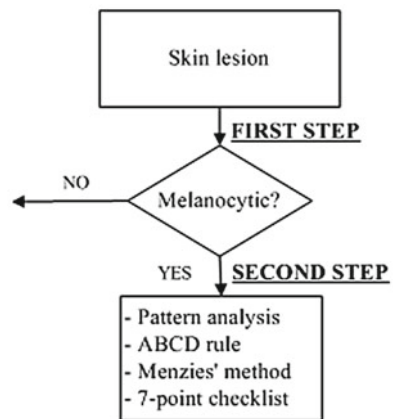 Skin lesion
FIRST STEP
NO
Melanocytic?
YES
SECOND STEP
- Pattern analysis
- ABCD rule
- Menzies' method
- 7-point checklist